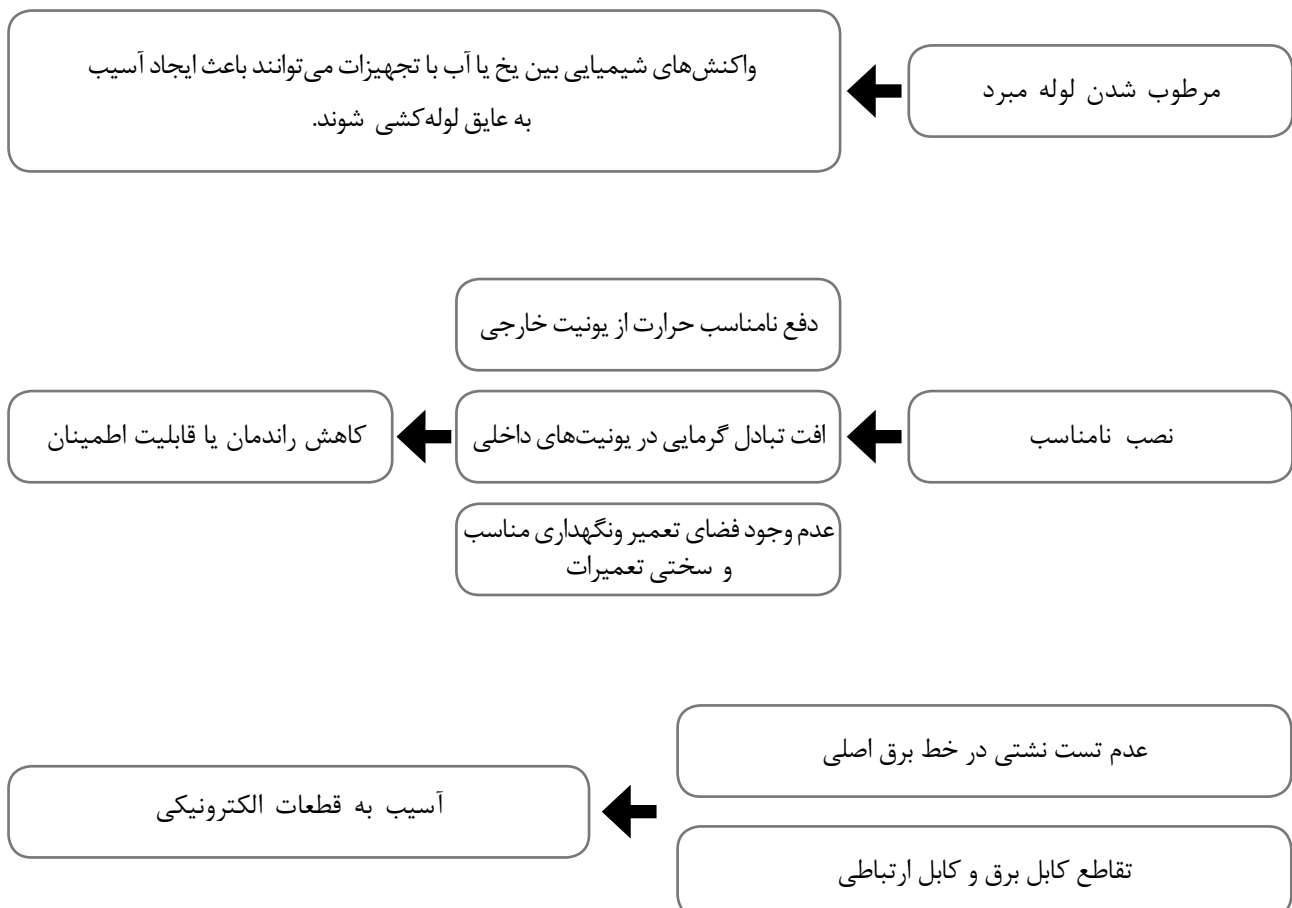 مرطوب شدن لوله مبرد
واکنش‌های شیمیایی بین یخ یا آب با تجهیزات می‌توانند باعث ایجاد آسیب
به عایق لوله‌کشی شوند.
نصب نامناسب
دفع نامناسب حرارت از یونیت خارجی
افت تبادل گرمایی در یونیت‌های داخلی
عدم وجود فضای تعمیر ونگهداری مناسب
و سختی تعمیرات
کاهش راندمان یا قابلیت اطمینان
عدم تست نشتی در خط برق اصلی
تقاطع کابل برق و کابل ارتباطی
آسیب به قطعات الکترونیکی